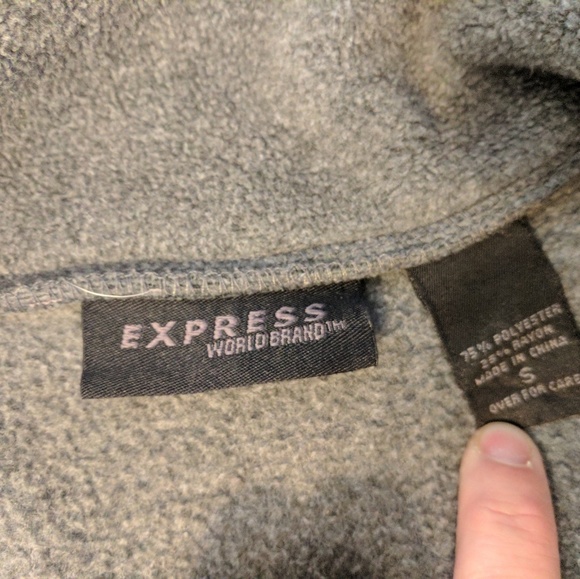 EXPRESS
WORLD BRAND™
75% POLYESTER
25% RAYON
MADE IN CHINA
S
OVER FOR CARE